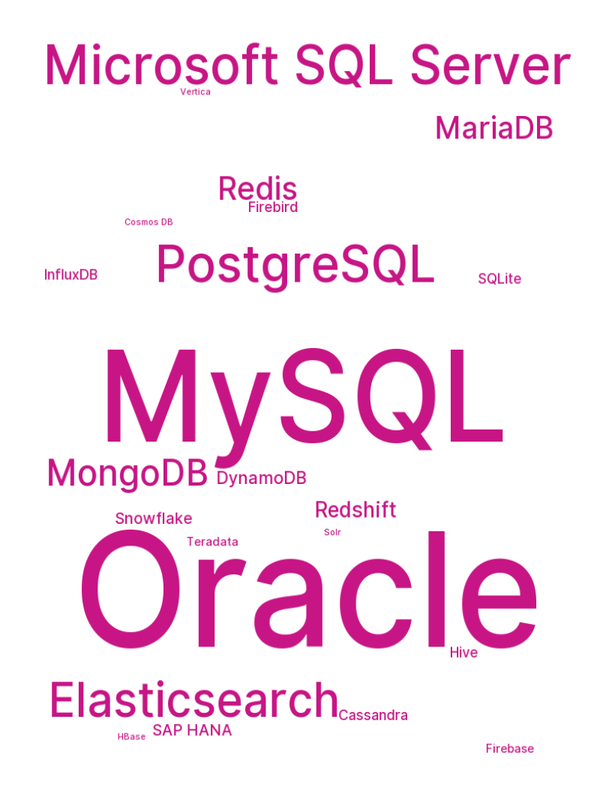 Microsoft SQL Server
Vertica
MariaDB
Redis
Firebird
Cosmos DB
PostgreSQL
InfluxDB
SQLite
MySQL
MongoDB
DynamoDB
Redshift
Snowflake
Solr
Teradata
Oracle
Hive
Elasticsearch
Cassandra
SAP HANA
HBase
Firebase